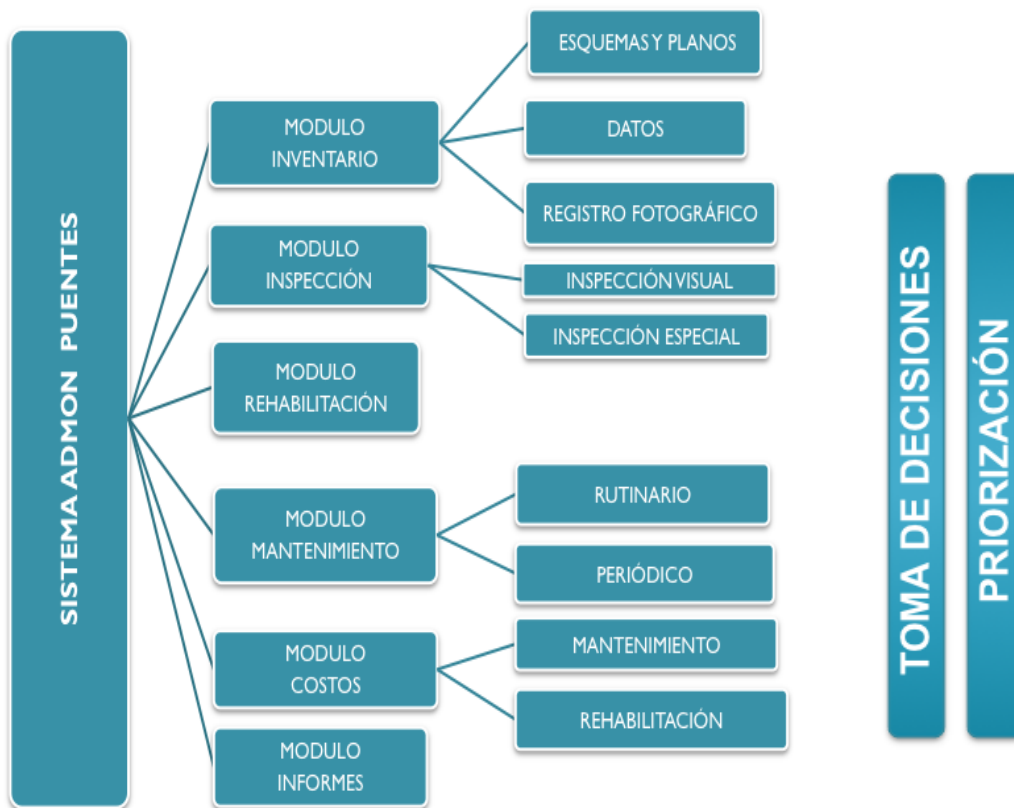 SISTEMA ADMON PUENTES
MODULO
INVENTARIO
ESQUEMAS Y PLANOS
DATOS
REGISTRO FOTOGRÁFICO
MODULO
INSPECCIÓN
INSPECCIÓN VISUAL
INSPECCIÓN ESPECIAL
MODULO
REHABILITACIÓN
MODULO
MANTENIMIENTO
RUTINARIO
PERIÓDICO
MODULO
COSTOS
MANTENIMIENTO
REHABILITACIÓN
MODULO
INFORMES
TOMA DE DECISIONES
PRIORIZACIÓN